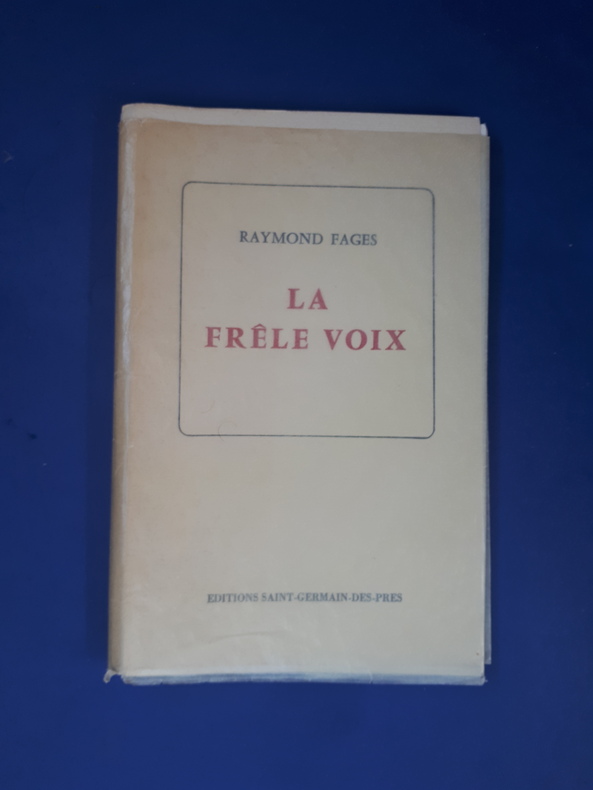 RAYMOND FAGES
LA
FRÊLE VOIX
EDITIONS SAINT-GERMAIN-DES-PRES